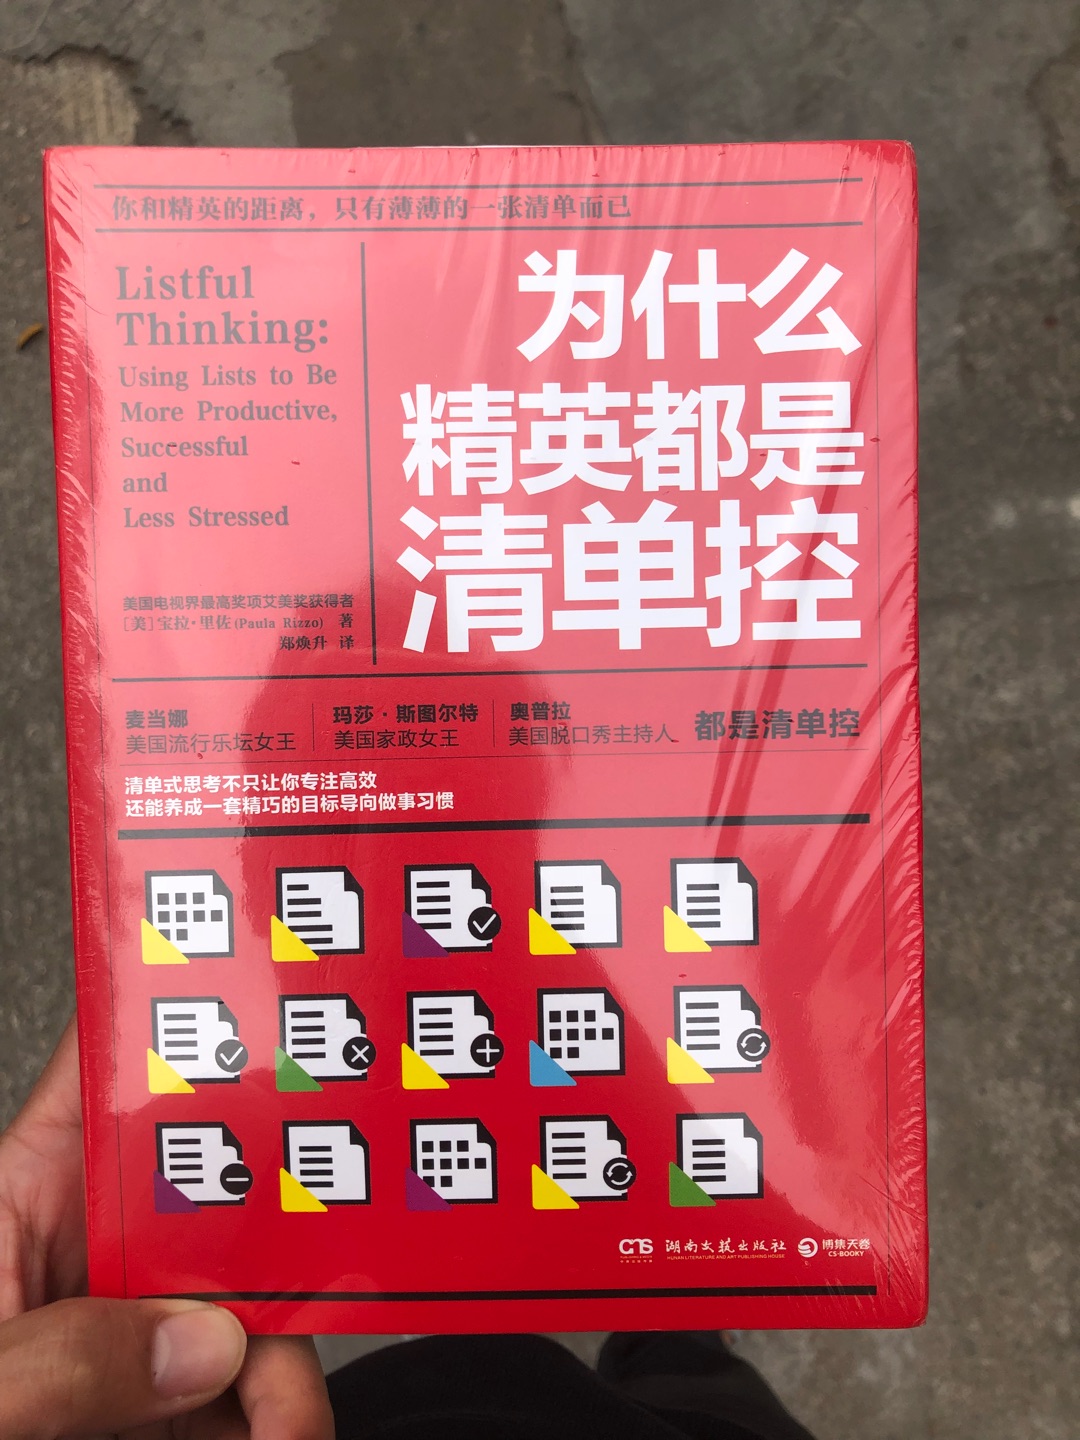 你和精英的距离，只有薄薄的一张清单而已
Listful
Thinking:
Using Lists to Be
More Productive,
Successful
and
Less Stressed
为什么
精英都是
清单控
美国电视界最高奖项艾美奖获得者
［美］宝拉·里佐(Paula Rizzo) 著
郑焕升 译
麦当娜
美国流行乐坛女王
玛莎·斯图尔特
美国家政女王
奥普拉
美国脱口秀主持人
都是清单控
清单式思考不只让你专注高效
还能养成一套精巧的目标导向做事习惯
湖南文艺出版社
HUNAN LITERATURE AND ART PUBLISHING HOUSE
博集天卷
CS-BOOKY